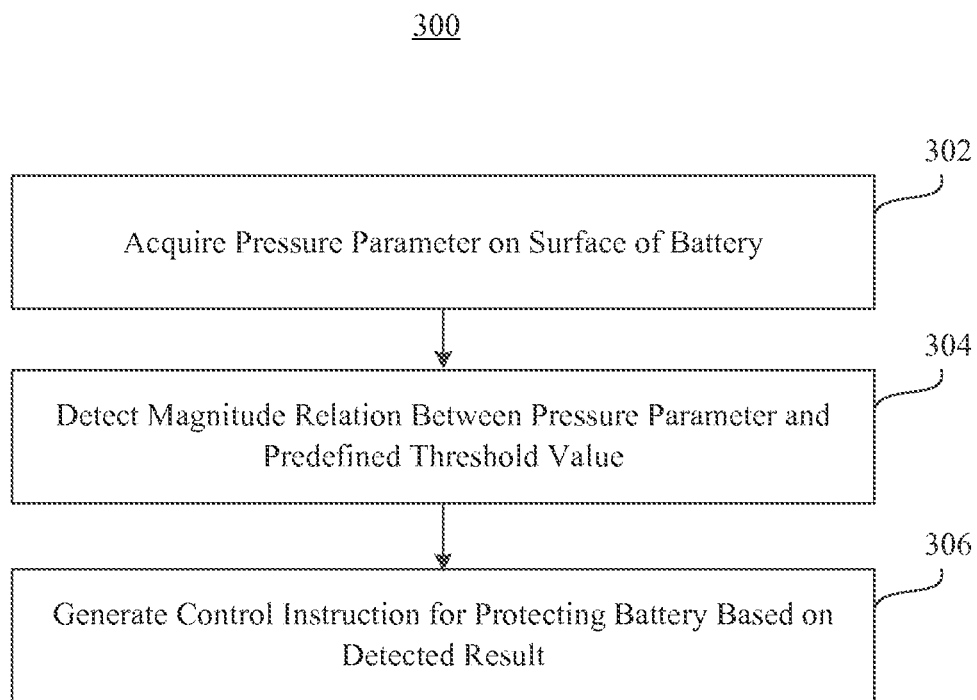 300
302
Acquire Pressure Parameter on Surface of Battery
304
Detect Magnitude Relation Between Pressure Parameter and
Predefined Threshold Value
306
Generate Control Instruction for Protecting Battery Based on
Detected Result